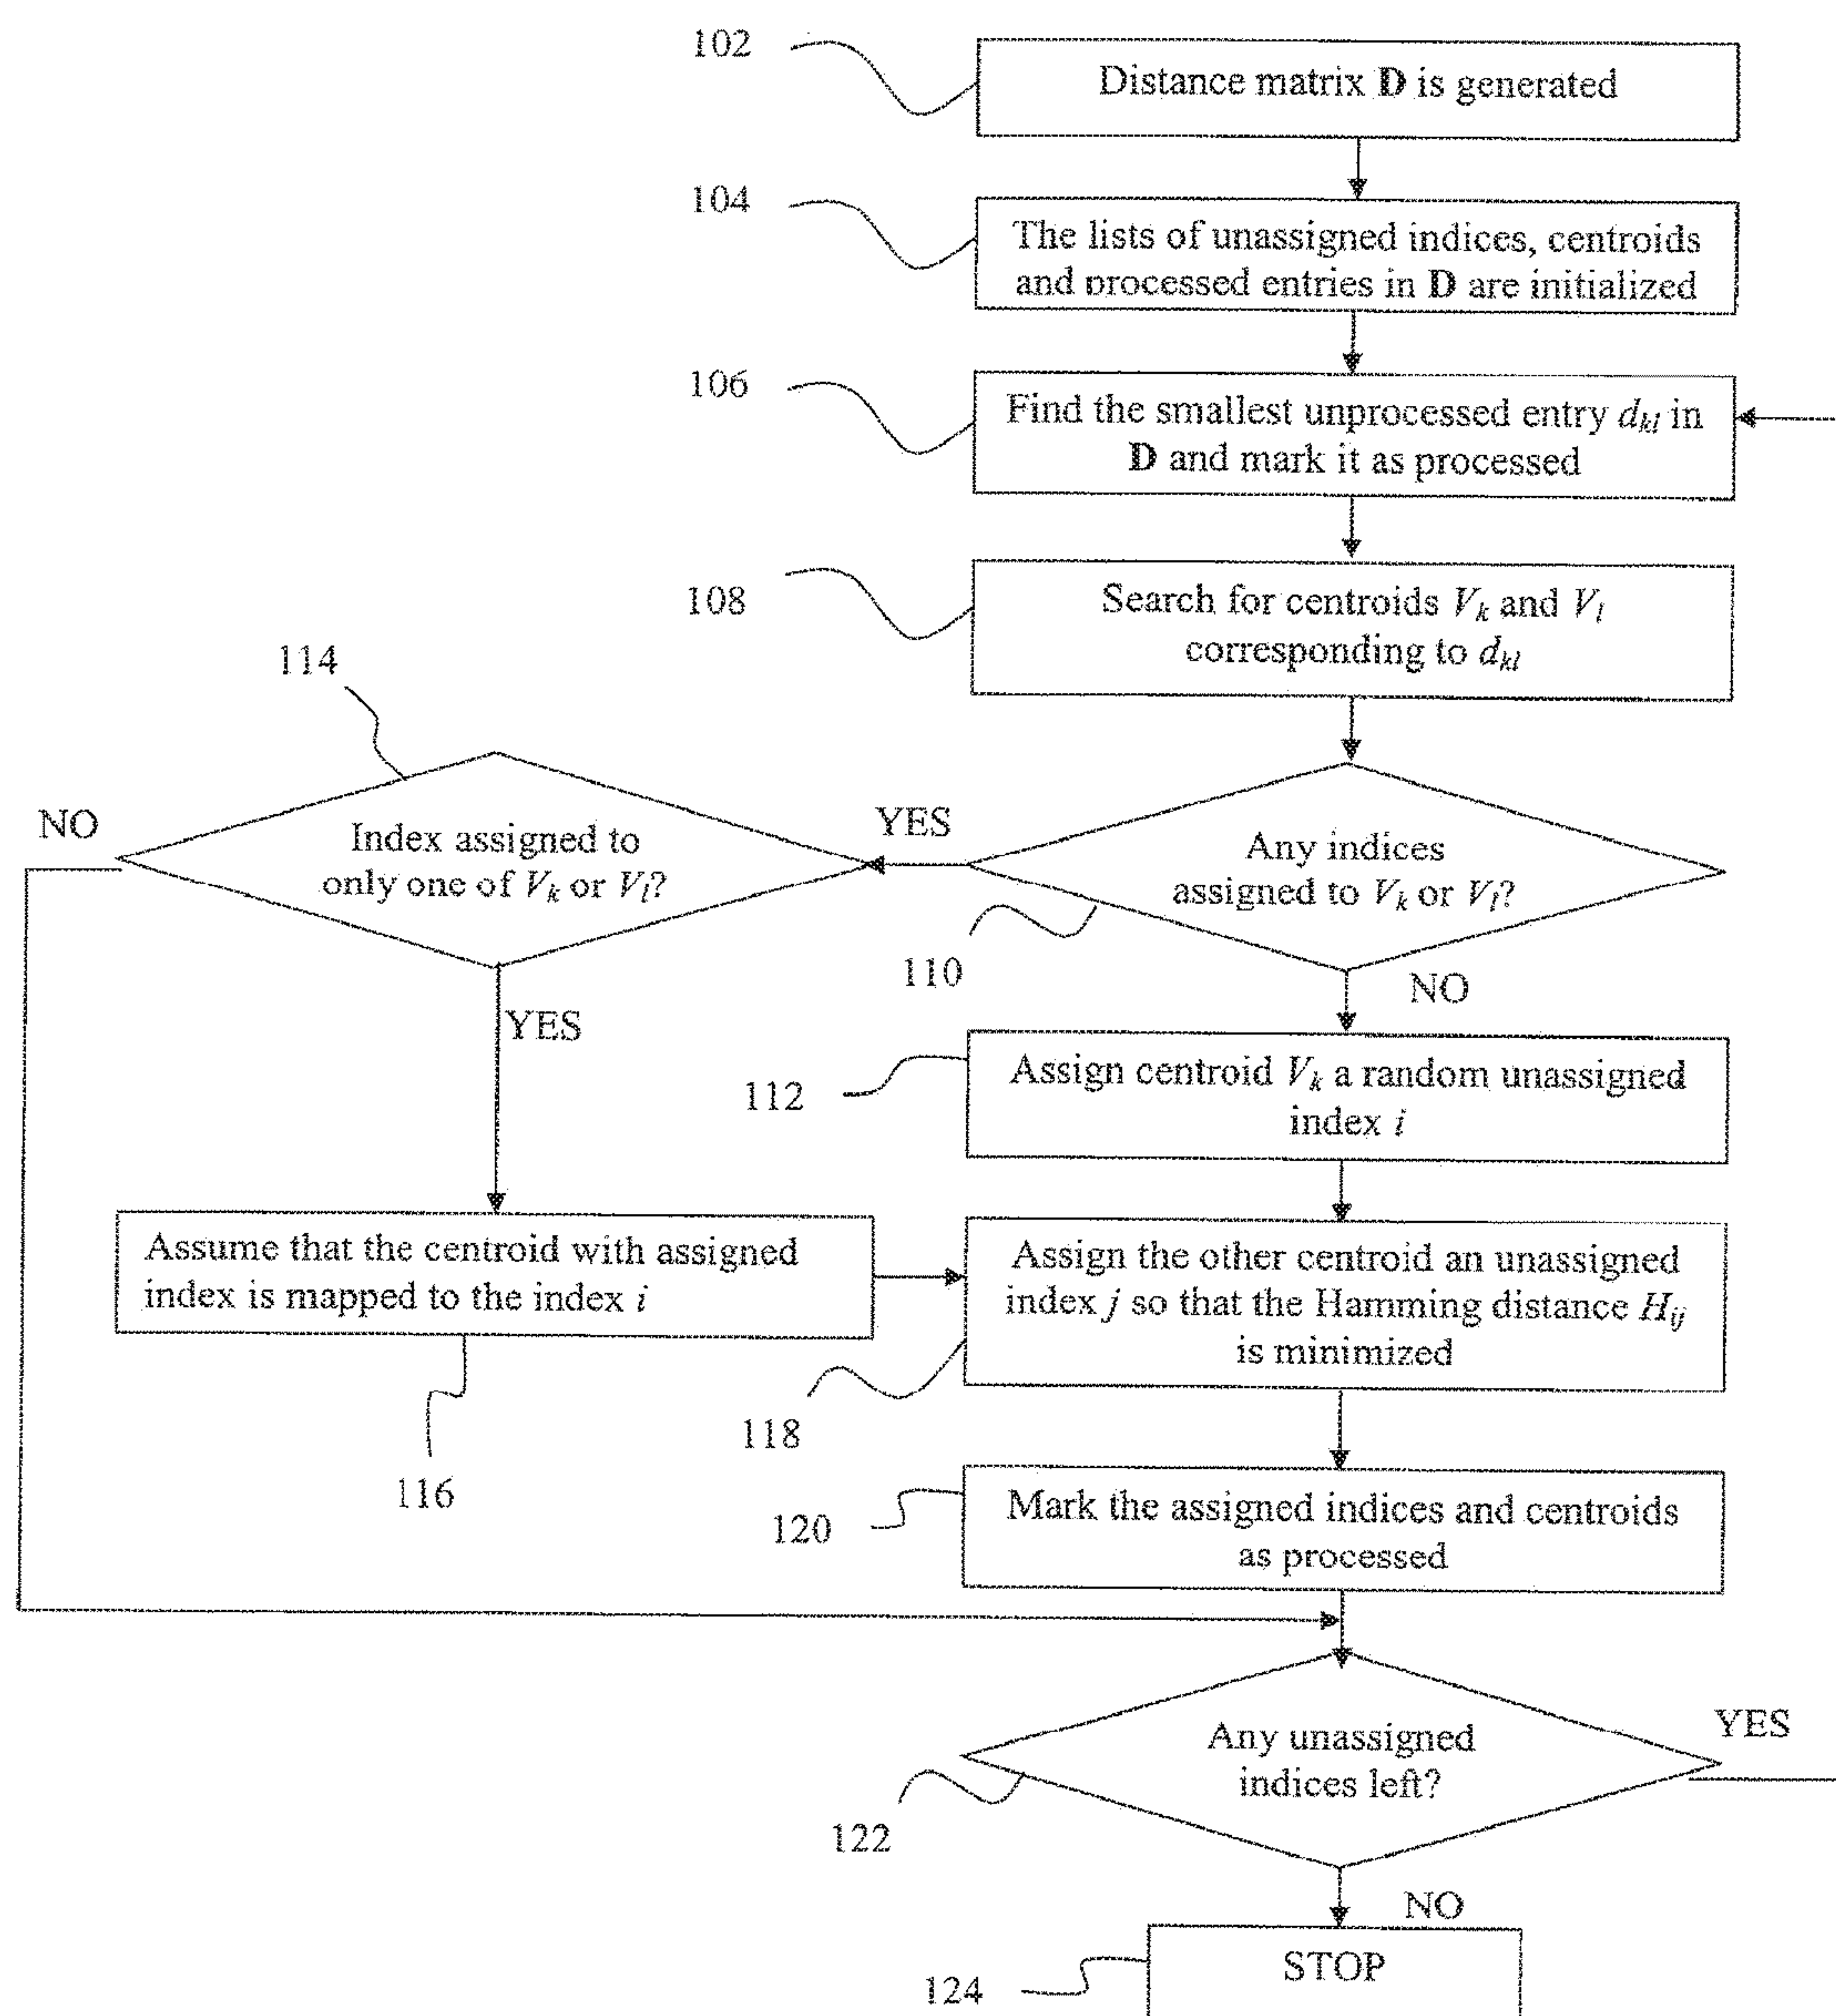 102
Distance matrix D is generated
104
The lists of unassigned indices, centroids
and processed entries in D are initialized
106
Find the smallest unprocessed entry dkl in
D and mark it as processed
108
Search for centroids Vk and Vl
corresponding to dkl
114
NO
Index assigned to
only one of Vk or Vl?
YES
Any indices
assigned to Vk or Vl?
110
NO
YES
112
Assign centroid Vk a random unassigned
index i
Assume that the centroid with assigned
index is mapped to the index i
116
Assign the other centroid an unassigned
index j so that the Hamming distance Hij
is minimized
118
120
Mark the assigned indices and centroids
as processed
Any unassigned
indices left?
YES
122
NO
STOP
124